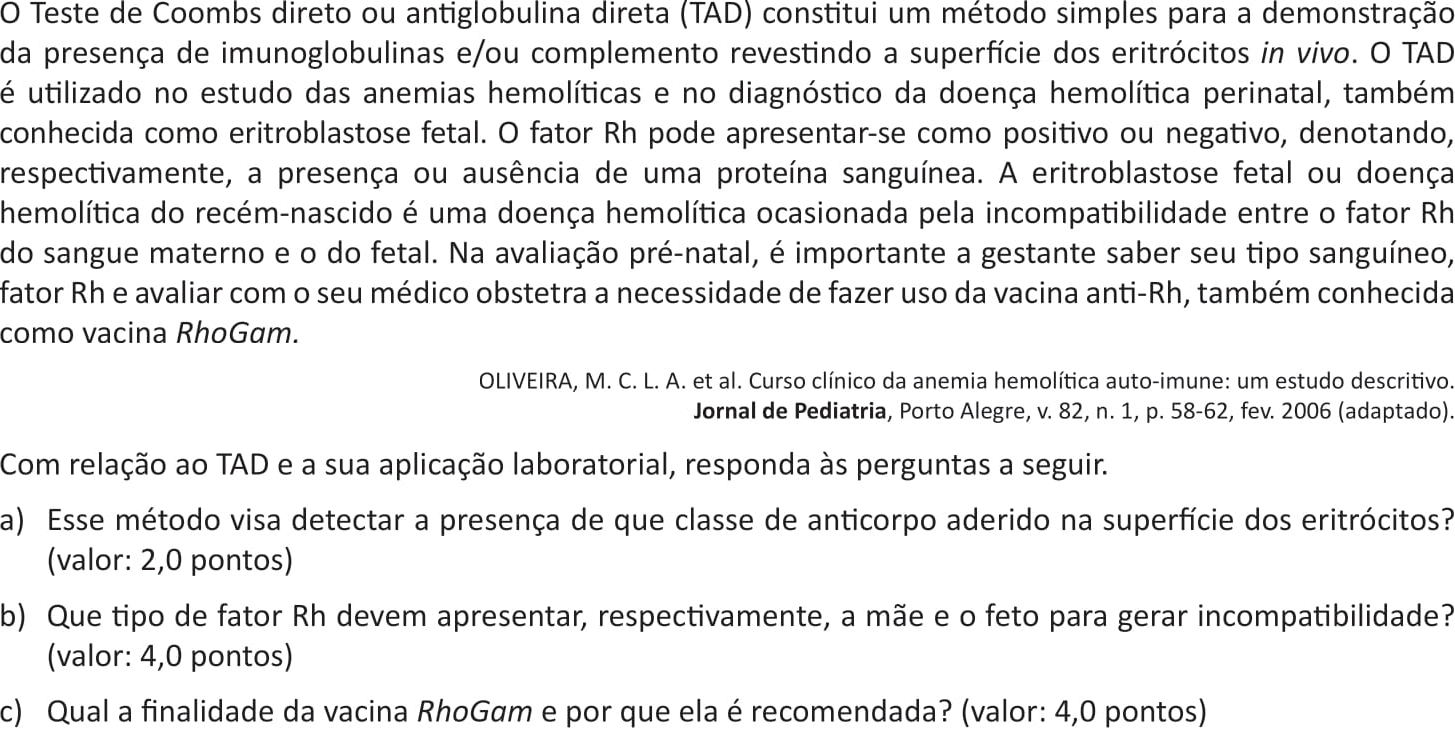 O Teste de Coombs direto ou antiglobulina direta (TAD) constitui um método simples para a demonstração
da presença de imunoglobulinas e/ou complemento revestindo a superfície dos eritrócitos in vivo. O TAD
é utilizado no estudo das anemias hemolíticas e no diagnóstico da doença hemolítica perinatal, também
conhecida como eritroblastose fetal. O fator Rh pode apresentar-se como positivo ou negativo, denotando,
respectivamente, a presença ou ausência de uma proteína sanguínea. A eritroblastose fetal ou doença
hemolítica do recém-nascido é uma doença hemolítica ocasionada pela incompatibilidade entre o fator Rh
do sangue materno e o do fetal. Na avaliação pré-natal, é importante a gestante saber seu tipo sanguíneo,
fator Rh e avaliar com o seu médico obstetra a necessidade de fazer uso da vacina anti-Rh, também conhecida
como vacina RhoGam.
OLIVEIRA, M. C. L. A. et al. Curso clínico da anemia hemolítica auto-imune: um estudo descritivo.
Jornal de Pediatria, Porto Alegre, v. 82, n. 1, p. 58-62, fev. 2006 (adaptado).
Com relação ao TAD e a sua aplicação laboratorial, responda às perguntas a seguir.
a) Esse método visa detectar a presença de que classe de anticorpo aderido na superfície dos eritrócitos?
(valor: 2,0 pontos)
b) Que tipo de fator Rh devem apresentar, respectivamente, a mãe e o feto para gerar incompatibilidade?
(valor: 4,0 pontos)
c) Qual a finalidade da vacina RhoGam e por que ela é recomendada? (valor: 4,0 pontos)